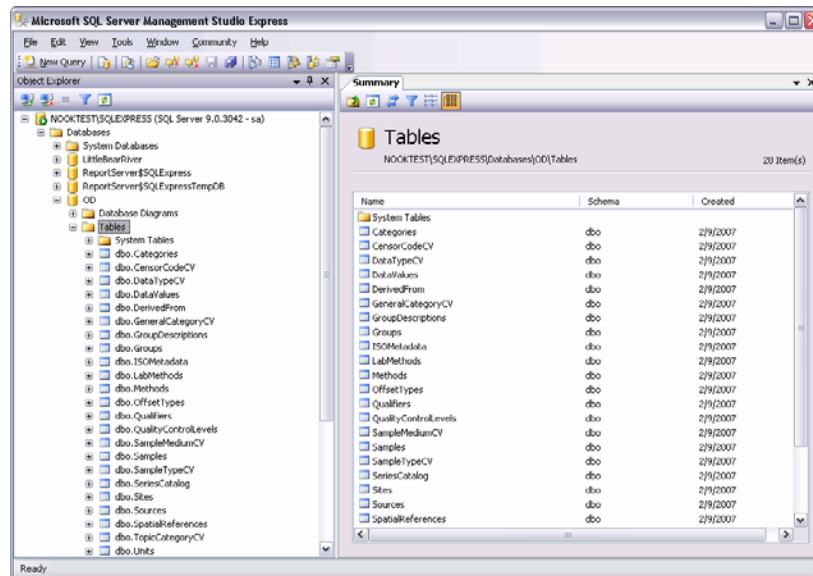 Microsoft SQL Server Management Studio Express
File Edit View Tools Window Community Help
New Query
Object Explorer
NOOKTEST\SQLEXPRESS (SQL Server 9.0.3042 - sa)
Databases
System Databases
LittleBearRiver
ReportServer$SQLExpress
ReportServer$SQLExpressTempDB
OD
Database Diagrams
Tables
System Tables
dbo.Categories
dbo.CensorCodeCV
dbo.DataTypeCV
dbo.DataValues
dbo.DerivedFrom
dbo.GeneralCategoryCV
dbo.GroupDescriptions
dbo.Groups
dbo.ISOMetadata
dbo.LabMethods
dbo.Methods
dbo.OffsetTypes
dbo.Qualifiers
dbo.QualityControlLevels
dbo.SampleMediumCV
dbo.Samples
dbo.SampleTypeCV
dbo.SeriesCatalog
dbo.Sites
dbo.Sources
dbo.SpatialReferences
dbo.TopicCategoryCV
dbo.Units
Summary
Tables
NOOKTEST\SQLEXPRESS\Databases\OD\Tables 28 Item(s)
Name Schema Created
System Tables
Categories dbo 2/9/2007
CensorCodeCV dbo 2/9/2007
DataTypeCV dbo 2/9/2007
DataValues dbo 2/9/2007
DerivedFrom dbo 2/9/2007
GeneralCategoryCV dbo 2/9/2007
GroupDescriptions dbo 2/9/2007
Groups dbo 2/9/2007
ISOMetadata dbo 2/9/2007
LabMethods dbo 2/9/2007
Methods dbo 2/9/2007
OffsetTypes dbo 2/9/2007
Qualifiers dbo 2/9/2007
QualityControlLevels dbo 2/9/2007
SampleMediumCV dbo 2/9/2007
Samples dbo 2/9/2007
SampleTypeCV dbo 2/9/2007
SeriesCatalog dbo 2/9/2007
Sites dbo 2/9/2007
Sources dbo 2/9/2007
SpatialReferences dbo 2/9/2007
Ready